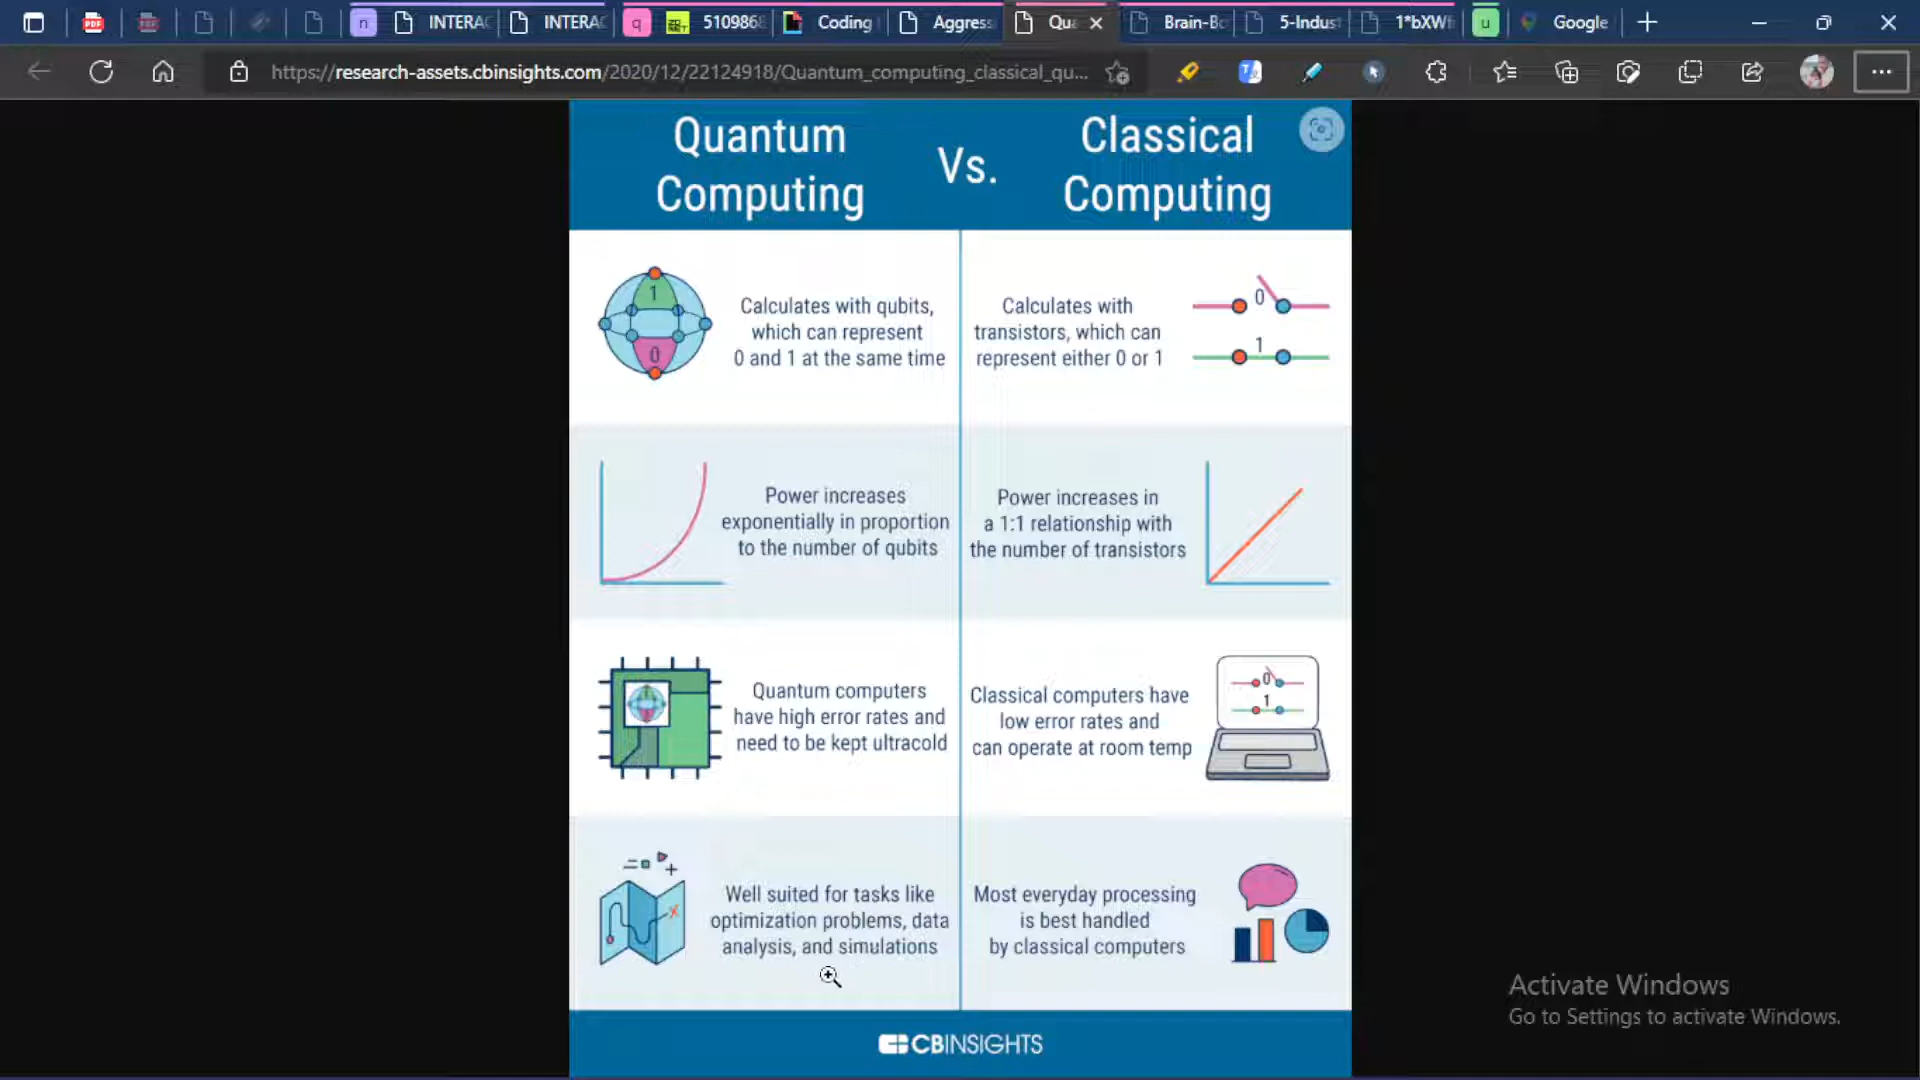 n
INTERAC
INTERAC
q
510986
Coding
Aggress
Qua
Brain-Bo
5-Indust
1*bXWf
u
Google
https://research-assets.cbinsights.com/2020/12/22124918/Quantum_computing_classical_qu...
Quantum
Computing
Vs.
Classical
Computing
1
0
Calculates with qubits,
which can represent
0 and 1 at the same time
Calculates with
transistors, which can
represent either 0 or 1
0
1
Power increases
exponentially in proportion
to the number of qubits
Power increases in
a 1:1 relationship with
the number of transistors
Quantum computers
have high error rates and
need to be kept ultracold
Classical computers have
low error rates and
can operate at room temp
0
1
Well suited for tasks like
optimization problems, data
analysis, and simulations
Most everyday processing
is best handled
by classical computers
CBINSIGHTS
Activate Windows
Go to Settings to activate Windows.